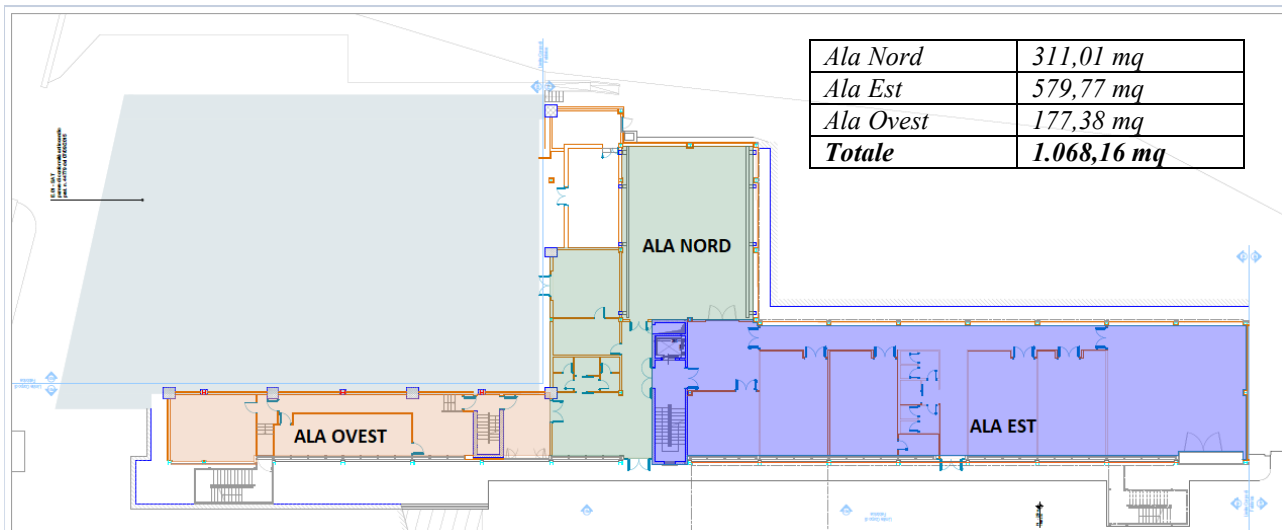 Ala Nord 311,01 mq
Ala Est 579,77 mq
Ala Ovest 177,38 mq
Totale 1.068,16 mq
ALA NORD
ALA OVEST
ALA EST